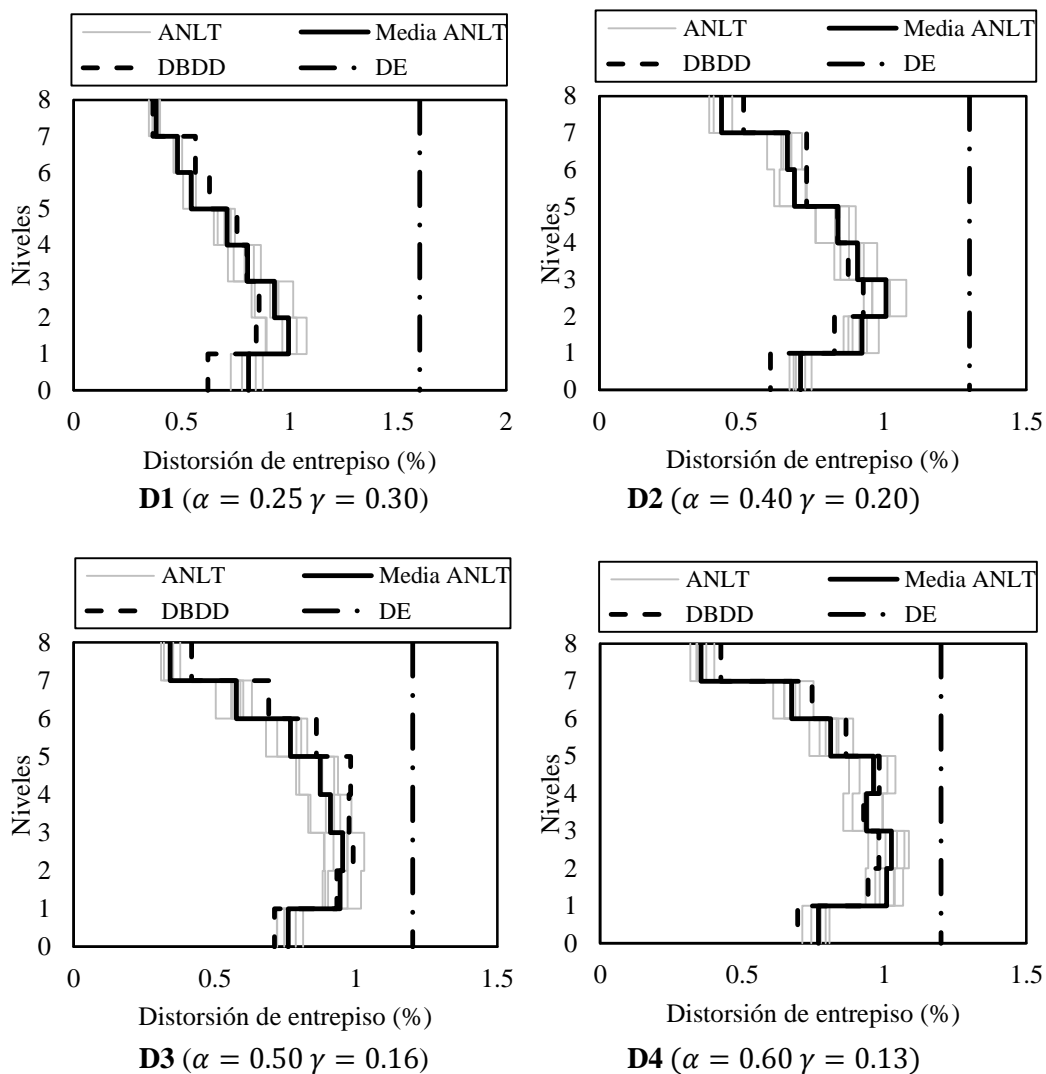 ANLT Media ANLT
DBDD DE
8
7
6
5
4
3
2
1
0
Niveles
0 0.5 1 1.5 2
Distorsión de entrepiso (%)
D1 (𝛼 = 0.25 𝛾 = 0.30)
ANLT Media ANLT
DBDD DE
8
7
6
5
4
3
2
1
0
Niveles
0 0.5 1 1.5
Distorsión de entrepiso (%)
D2 (𝛼 = 0.40 𝛾 = 0.20)
ANLT Media ANLT
DBDD DE
8
7
6
5
4
3
2
1
0
Niveles
0 0.5 1 1.5
Distorsión de entrepiso (%)
D3 (𝛼 = 0.50 𝛾 = 0.16)
ANLT Media ANLT
DBDD DE
8
7
6
5
4
3
2
1
0
Niveles
0 0.5 1 1.5
Distorsión de entrepiso (%)
D4 (𝛼 = 0.60 𝛾 = 0.13)